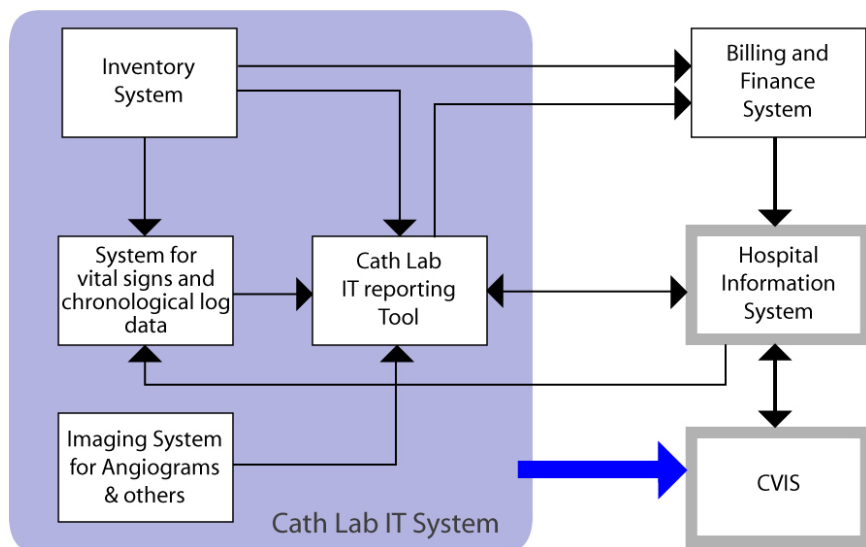 Inventory
System
Billing and
Finance
System
System for
vital signs and
chronological log
data
Cath Lab
IT reporting
Tool
Hospital
Information
System
Imaging System
for Angiograms
& others
CVIS
Cath Lab IT System